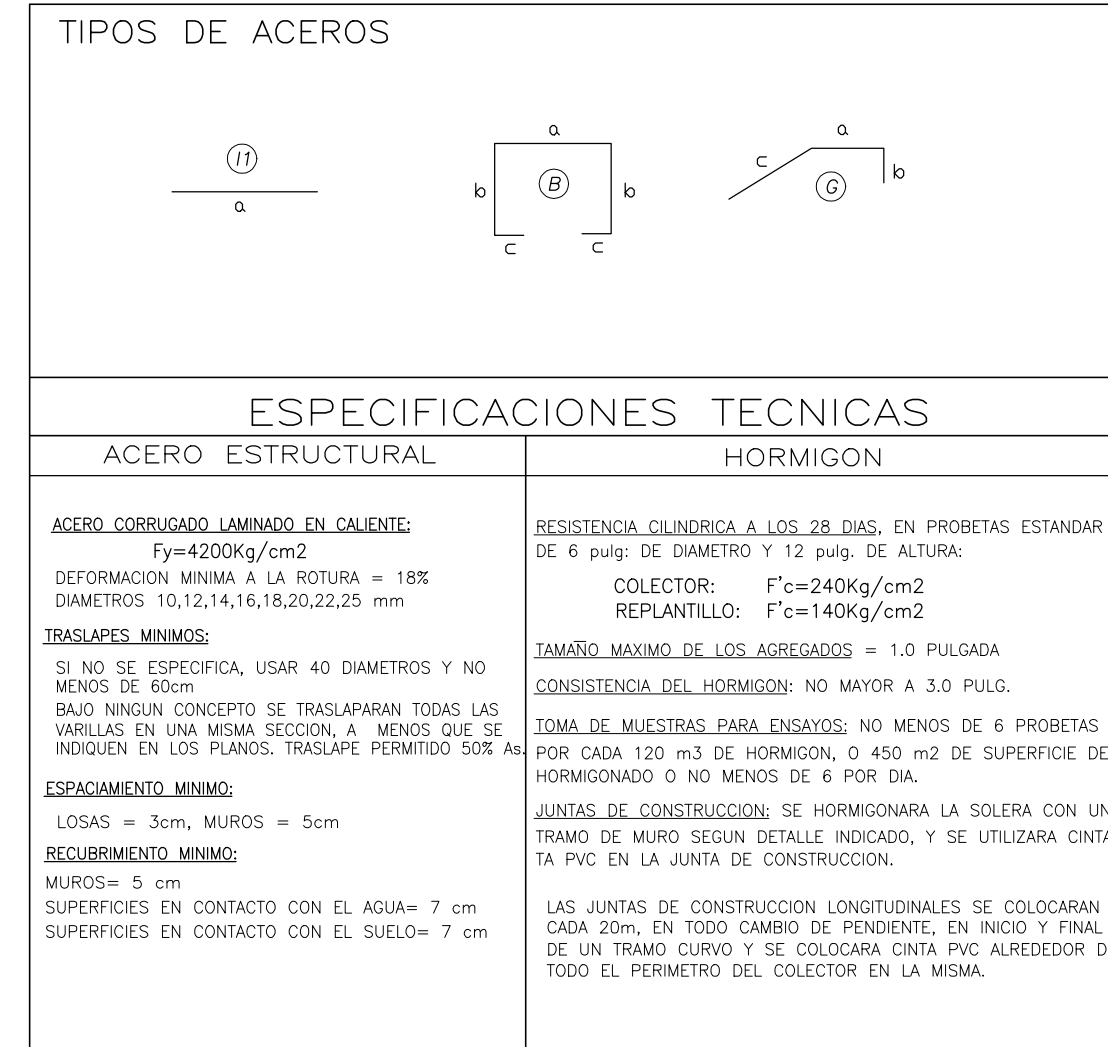 TIPOS DE ACEROS
I1
a
a
b
B
b
c
c
a
c
G
b
ESPECIFICACIONES TECNICAS
ACERO ESTRUCTURAL
ACERO CORRUGADO LAMINADO EN CALIENTE:
Fy=4200Kg/cm2
DEFORMACION MINIMA A LA ROTURA = 18%
DIAMETROS 10,12,14,16,18,20,22,25 mm
TRASLAPES MINIMOS:
SI NO SE ESPECIFICA, USAR 40 DIAMETROS Y NO
MENOS DE 60cm
BAJO NINGUN CONCEPTO SE TRASLAPARAN TODAS LAS
VARILLAS EN UNA MISMA SECCION, A MENOS QUE SE
INDIQUEN EN LOS PLANOS. TRASLAPE PERMITIDO 50% As.
ESPACIAMIENTO MINIMO:
LOSAS = 3cm, MUROS = 5cm
RECUBRIMIENTO MINIMO:
MUROS= 5 cm
SUPERFICIES EN CONTACTO CON EL AGUA= 7 cm
SUPERFICIES EN CONTACTO CON EL SUELO= 7 cm
HORMIGON
RESISTENCIA CILINDRICA A LOS 28 DIAS, EN PROBETAS ESTANDAR
DE 6 pulg: DE DIAMETRO Y 12 pulg. DE ALTURA:
COLECTOR: F'c=240Kg/cm2
REPLANTILLO: F'c=140Kg/cm2
TAMAÑO MAXIMO DE LOS AGREGADOS = 1.0 PULGADA
CONSISTENCIA DEL HORMIGON: NO MAYOR A 3.0 PULG.
TOMA DE MUESTRAS PARA ENSAYOS: NO MENOS DE 6 PROBETAS
POR CADA 120 m3 DE HORMIGON, O 450 m2 DE SUPERFICIE DE
HORMIGONADO O NO MENOS DE 6 POR DIA.
JUNTAS DE CONSTRUCCION: SE HORMIGONARA LA SOLERA CON UN
TRAMO DE MURO SEGUN DETALLE INDICADO, Y SE UTILIZARA CINTA
TA PVC EN LA JUNTA DE CONSTRUCCION.
LAS JUNTAS DE CONSTRUCCION LONGITUDINALES SE COLOCARAN
CADA 20m, EN TODO CAMBIO DE PENDIENTE, EN INICIO Y FINAL
DE UN TRAMO CURVO Y SE COLOCARA CINTA PVC ALREDEDOR D
TODO EL PERIMETRO DEL COLECTOR EN LA MISMA.